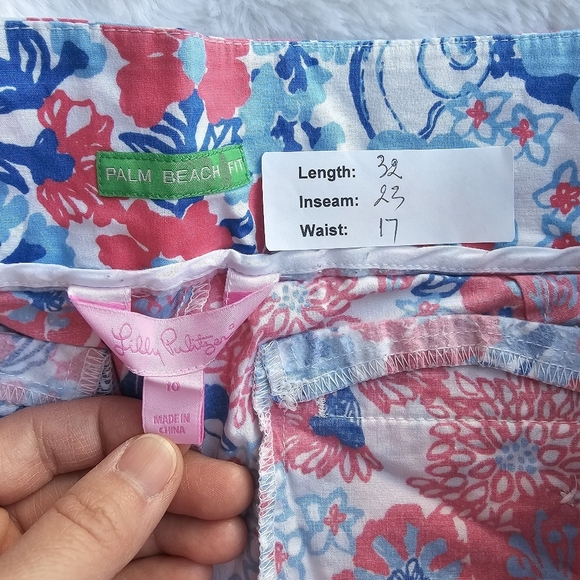 PALM BEACH FIT
Length: 32
Inseam: 23
Waist: 17
Lilly Pulitzer
10
MADE IN
CHINA